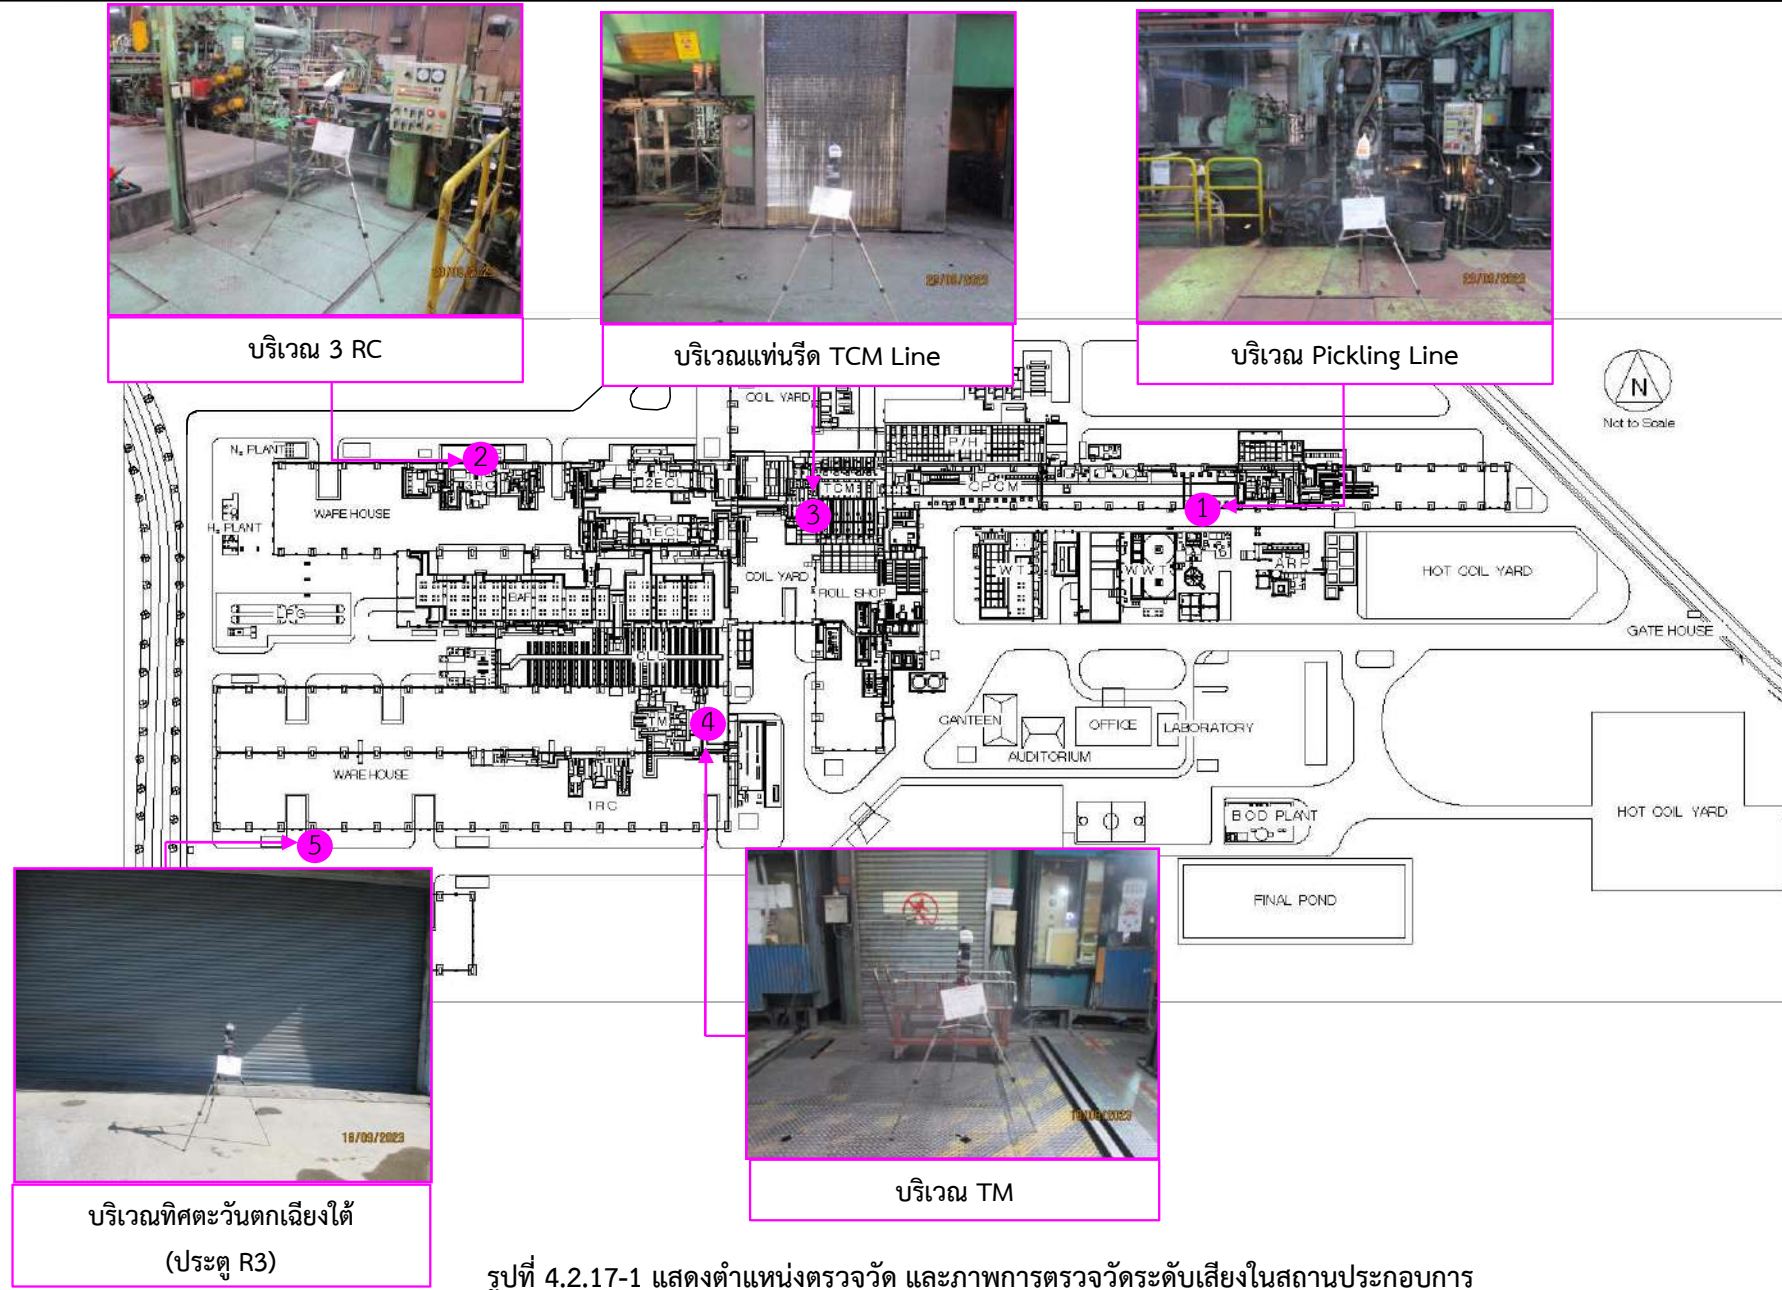 บริเวณ 3 RC
บริเวณแท่นรีด TCM Line
บริเวณ Pickling Line
N
Not to Scale
COIL YARD
P/H
N₂ PLANT
2
2ECL
TCM
CPCM
1
3
WARE HOUSE
H₂ PLANT
1ECL
COIL YARD
WWT
ARP
HOT COIL YARD
BAF
ROLL SHOP
LPG
GATE HOUSE
CLC
TM
4
CANTEEN
OFFICE
LABORATORY
AUDITORIUM
WARE HOUSE
1RC
BOD PLANT
HOT COIL YARD
5
FINAL POND
18/09/2023
บริเวณ TM
บริเวณทิศตะวันตกเฉียงใต้
(ประตู R3)
รูปที่ 4.2.17-1 แสดงตำแหน่งตรวจวัด และภาพการตรวจวัดระดับเสียงในสถานประกอบการ